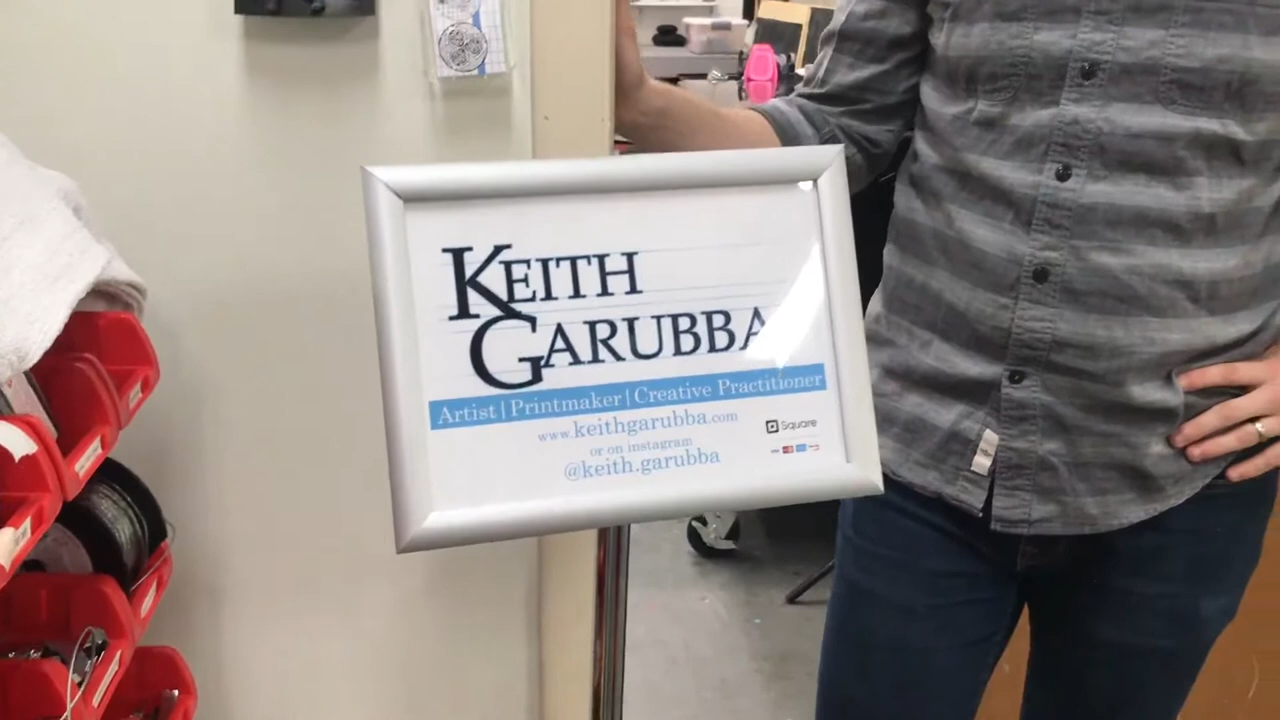 KEITH
GARUBBA
Artist | Printmaker | Creative Practitioner
www.keithgarubba.com
or on instagram
@keith.garubba
Square